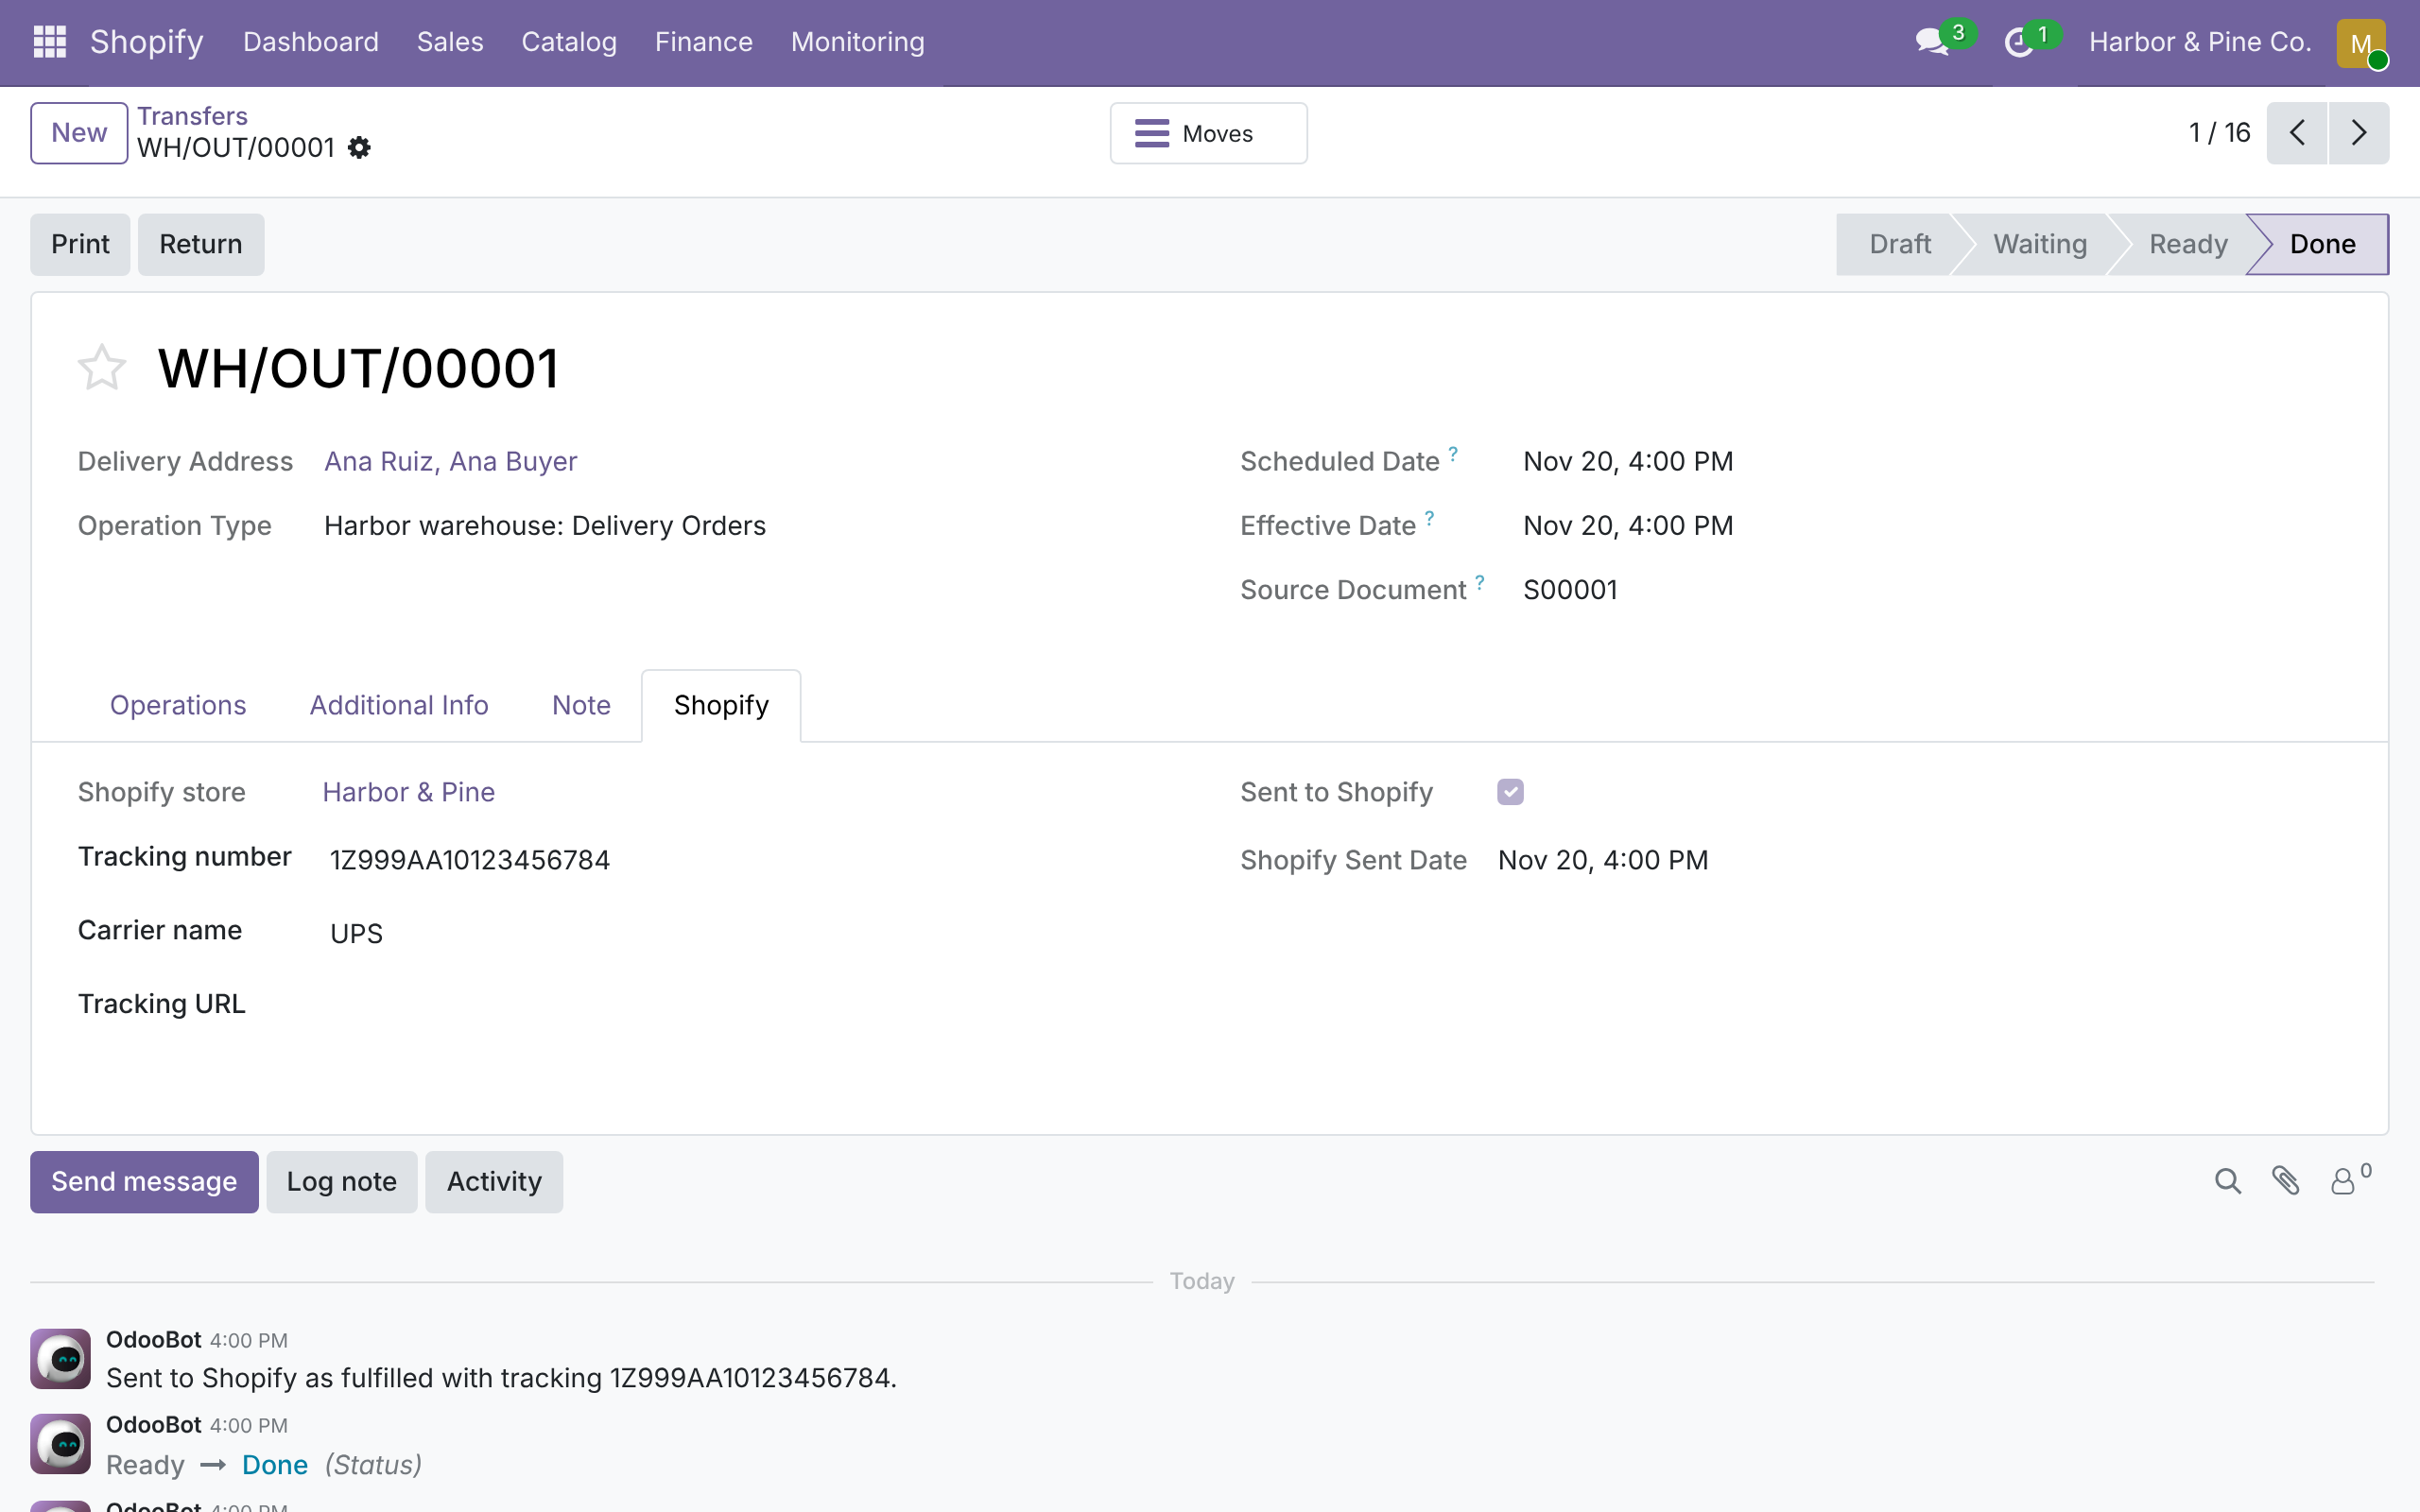 Shopify Dashboard Sales Catalog Finance Monitoring 3 1 Harbor & Pine Co. M
New Transfers
WH/OUT/00001
Moves
1 / 16
Print Return
Draft Waiting Ready Done
WH/OUT/00001
Delivery Address Ana Ruiz, Ana Buyer
Scheduled Date ? Nov 20, 4:00 PM
Operation Type Harbor warehouse: Delivery Orders
Effective Date ? Nov 20, 4:00 PM
Source Document ? S00001
Operations Additional Info Note Shopify
Shopify store Harbor & Pine
Sent to Shopify
Tracking number 1Z999AA10123456784
Shopify Sent Date Nov 20, 4:00 PM
Carrier name UPS
Tracking URL
Send message Log note Activity 0
Today
OdooBot 4:00 PM
Sent to Shopify as fulfilled with tracking 1Z999AA10123456784.
OdooBot 4:00 PM
Ready → Done (Status)
OdooBot 4:00 PM